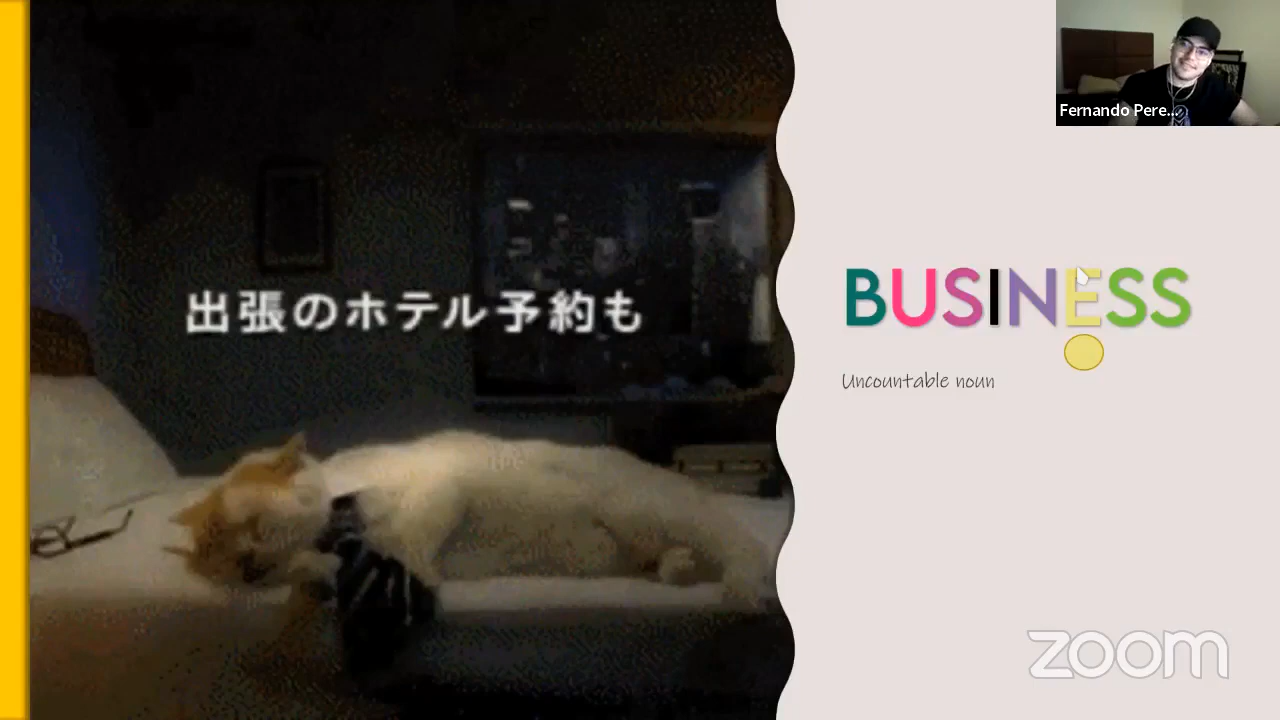 Fernando Pere...
出張のホテル予約も
BUSINESS
Uncountable noun
zoom